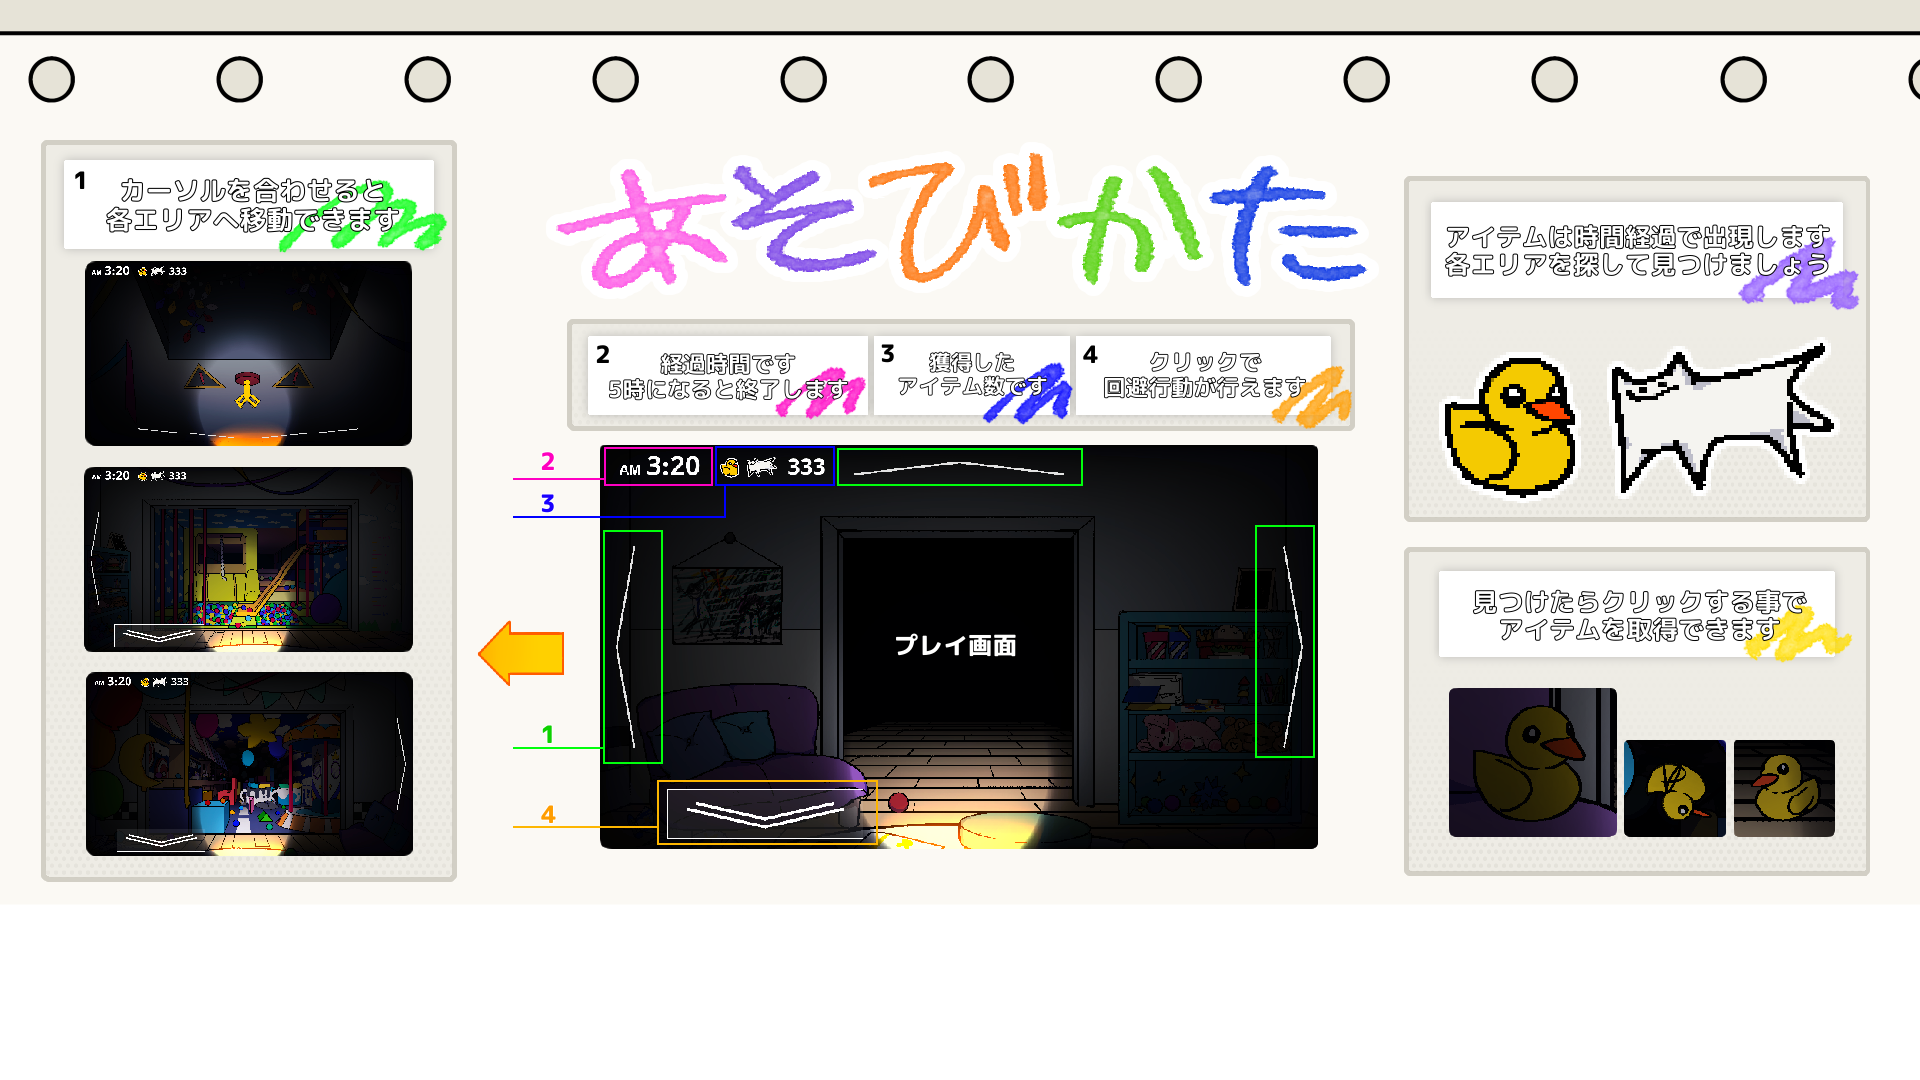 あそびかた
1
カーソルを合わせると
各エリアへ移動できます
AM 3:20 333
AM 3:20 333
AM 3:20 333
2
経過時間です
5時になると終了します
3
獲得した
アイテム数です
4
クリックで
回避行動が行えます
2
3
1
4
AM 3:20 333
プレイ画面
アイテムは時間経過で出現します
各エリアを探して見つけましょう
見つけたらクリックする事で
アイテムを取得できます